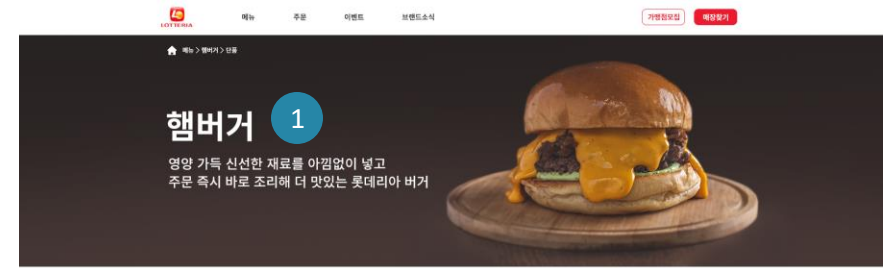 LOTTERIA
메뉴 주문 이벤트 브랜드소식
가맹점모집 매장찾기
메뉴 > 햄버거 > 단품
햄버거 1
영양 가득 신선한 재료를 아낌없이 넣고
주문 즉시 바로 조리해 더 맛있는 롯데리아 버거